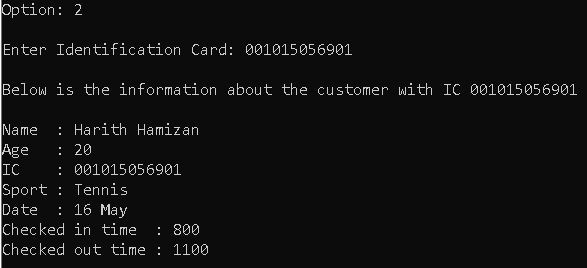 Option: 2
Enter Identification Card: 001015056901
Below is the information about the customer with IC 001015056901
Name  : Harith Hamizan
Age   : 20
IC    : 001015056901
Sport : Tennis
Date  : 16 May
Checked in time  : 800
Checked out time : 1100